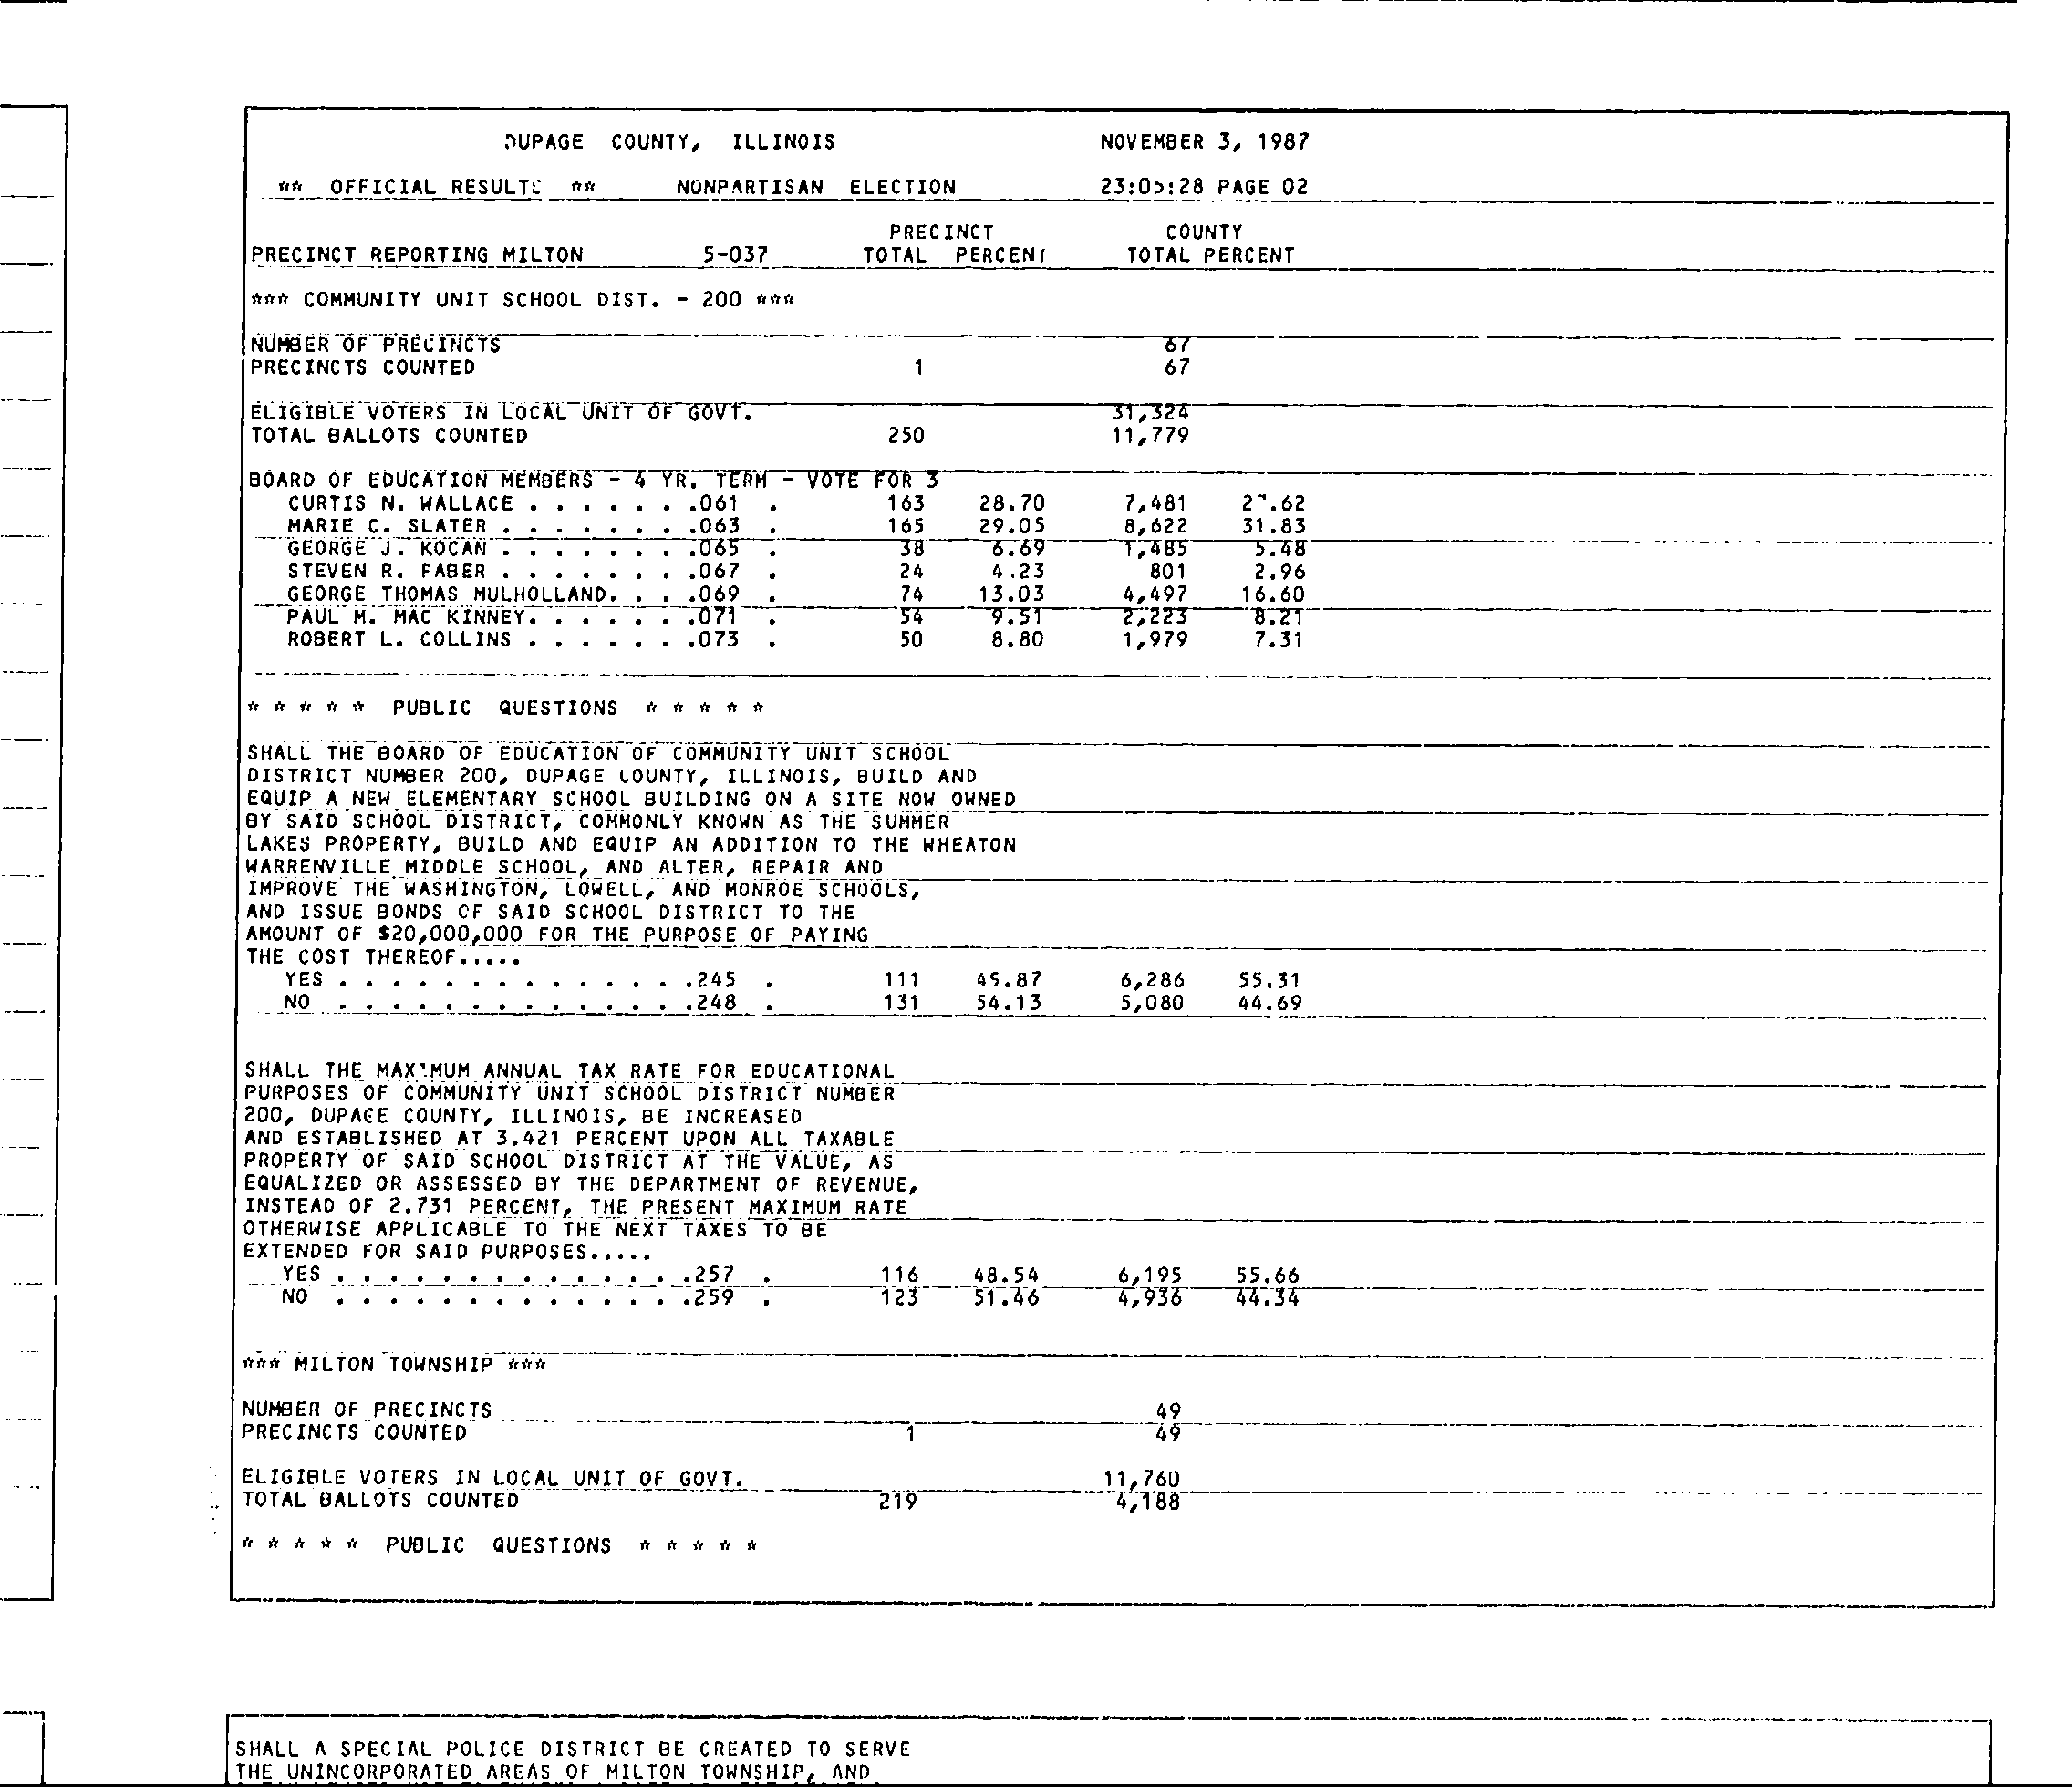 DUPAGE COUNTY, ILLINOIS NOVEMBER 3, 1987
** OFFICIAL RESULTS ** NONPARTISAN ELECTION 23:05:28 PAGE 02
PRECINCT COUNTY
PRECINCT REPORTING MILTON 5-037 TOTAL PERCENT TOTAL PERCENT
*** COMMUNITY UNIT SCHOOL DIST. - 200 ***
NUMBER OF PRECINCTS 67
PRECINCTS COUNTED 1 67
ELIGIBLE VOTERS IN LOCAL UNIT OF GOVT. 31,324
TOTAL BALLOTS COUNTED 250 11,779
BOARD OF EDUCATION MEMBERS - 4 YR. TERM - VOTE FOR 3
CURTIS N. WALLACE . . . . . . .061 . 163 28.70 7,481
MARIE C. SLATER . . . . . . . .063 . 165 29.05 8,622 31.83
GEORGE J. KOCAN . . . . . . . .065 . 38 6.69 1,485 5.48
STEVEN R. FABER . . . . . . . .067 . 24 4.23 801 2.96
GEORGE THOMAS MULHOLLAND. . . .069 . 74 13.03 4,497 16.60
PAUL M. MAC KINNEY. . . . . . .071 . 54 9.51 2,223 8.21
ROBERT L. COLLINS . . . . . . .073 . 50 8.80 1,979 7.31
* * * * * PUBLIC QUESTIONS * * * * *
SHALL THE BOARD OF EDUCATION OF COMMUNITY UNIT SCHOOL
DISTRICT NUMBER 200, DUPAGE COUNTY, ILLINOIS, BUILD AND
EQUIP A NEW ELEMENTARY SCHOOL BUILDING ON A SITE NOW OWNED
BY SAID SCHOOL DISTRICT, COMMONLY KNOWN AS THE SUMMER
LAKES PROPERTY, BUILD AND EQUIP AN ADDITION TO THE WHEATON
WARRENVILLE MIDDLE SCHOOL, AND ALTER, REPAIR AND
IMPROVE THE WASHINGTON, LOWELL, AND MONROE SCHOOLS,
AND ISSUE BONDS OF SAID SCHOOL DISTRICT TO THE
AMOUNT OF $20,000,000 FOR THE PURPOSE OF PAYING
THE COST THEREOF.....
YES . . . . . . . . . . . . . .245 . 111 45.87 6,286 55.31
NO . . . . . . . . . . . . . .248 . 131 54.13 5,080 44.69
SHALL THE MAXIMUM ANNUAL TAX RATE FOR EDUCATIONAL
PURPOSES OF COMMUNITY UNIT SCHOOL DISTRICT NUMBER
200, DUPAGE COUNTY, ILLINOIS, BE INCREASED
AND ESTABLISHED AT 3.421 PERCENT UPON ALL TAXABLE
PROPERTY OF SAID SCHOOL DISTRICT AT THE VALUE, AS
EQUALIZED OR ASSESSED BY THE DEPARTMENT OF REVENUE,
INSTEAD OF 2.731 PERCENT, THE PRESENT MAXIMUM RATE
OTHERWISE APPLICABLE TO THE NEXT TAXES TO BE
EXTENDED FOR SAID PURPOSES.....
YES . . . . . . . . . . . . . .257 . 116 48.54 6,195 55.66
NO . . . . . . . . . . . . . .259 . 123 51.46 4,936 44.34
*** MILTON TOWNSHIP ***
NUMBER OF PRECINCTS 49
PRECINCTS COUNTED 1 49
ELIGIBLE VOTERS IN LOCAL UNIT OF GOVT. 11,760
TOTAL BALLOTS COUNTED 219 4,188
* * * * * PUBLIC QUESTIONS * * * * *
SHALL A SPECIAL POLICE DISTRICT BE CREATED TO SERVE
THE UNINCORPORATED AREAS OF MILTON TOWNSHIP, AND